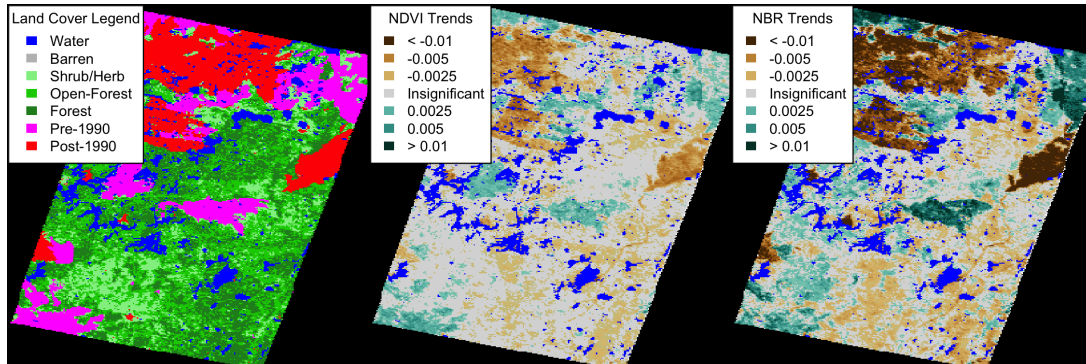 Land Cover Legend
Water
Barren
Shrub/Herb
Open-Forest
Forest
Pre-1990
Post-1990
NDVI Trends
< -0.01
-0.005
-0.0025
Insignificant
0.0025
0.005
> 0.01
NBR Trends
< -0.01
-0.005
-0.0025
Insignificant
0.0025
0.005
> 0.01